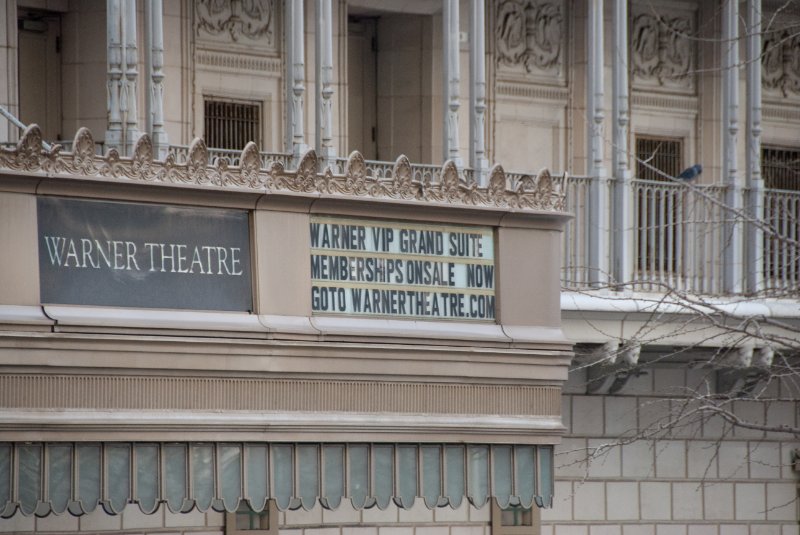 WARNER THEATRE
WARNER VIP GRAND SUITE
MEMBERSHIPS ONSALE NOW
GOTO WARNERTHEATRE.COM